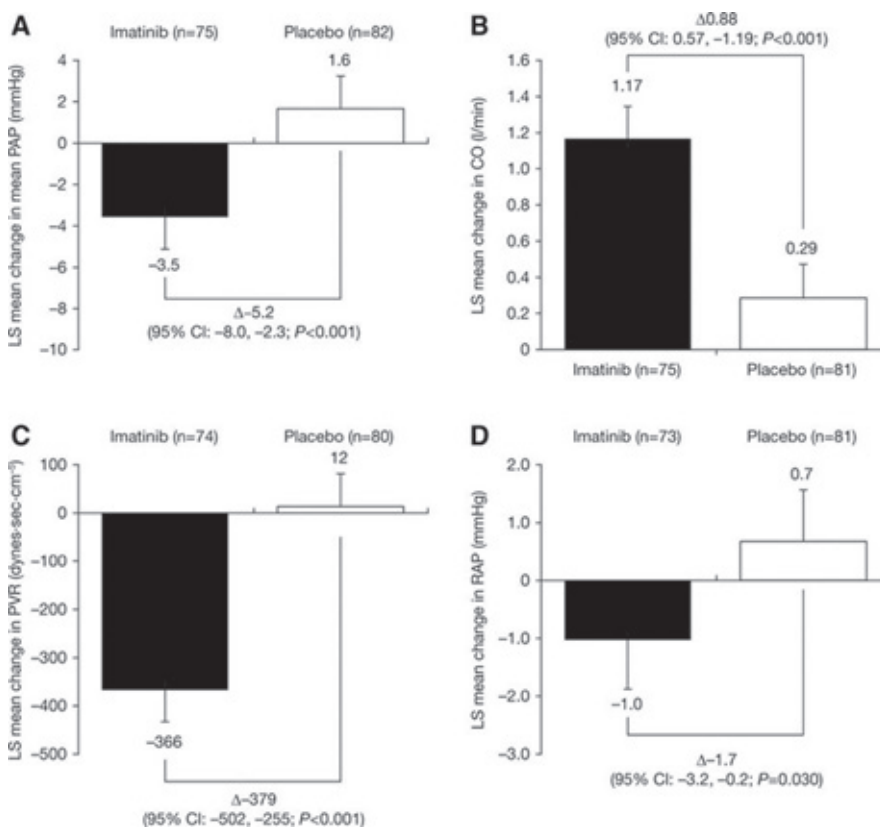 A
Imatinib (n=75) Placebo (n=82)
LS mean change in mean PAP (mmHg)
4
2
0
−2
−4
−6
−8
−10
1.6
−3.5
Δ−5.2
(95% CI: −8.0, −2.3; P<0.001)
B
Δ0.88
(95% CI: 0.57, −1.19; P<0.001)
LS mean change in CO (l/min)
1.6
1.4
1.2
1.0
0.8
0.6
0.4
0.2
0
1.17
0.29
Imatinib (n=75) Placebo (n=81)
C
Imatinib (n=74) Placebo (n=80)
LS mean change in PVR (dynes·sec·cm⁻⁵)
100
0
−100
−200
−300
−400
−500
12
−366
Δ−379
(95% CI: −502, −255; P<0.001)
D
Imatinib (n=73) Placebo (n=81)
LS mean change in RAP (mmHg)
2.0
1.0
0
−1.0
−2.0
−3.0
0.7
−1.0
Δ−1.7
(95% CI: −3.2, −0.2; P=0.030)